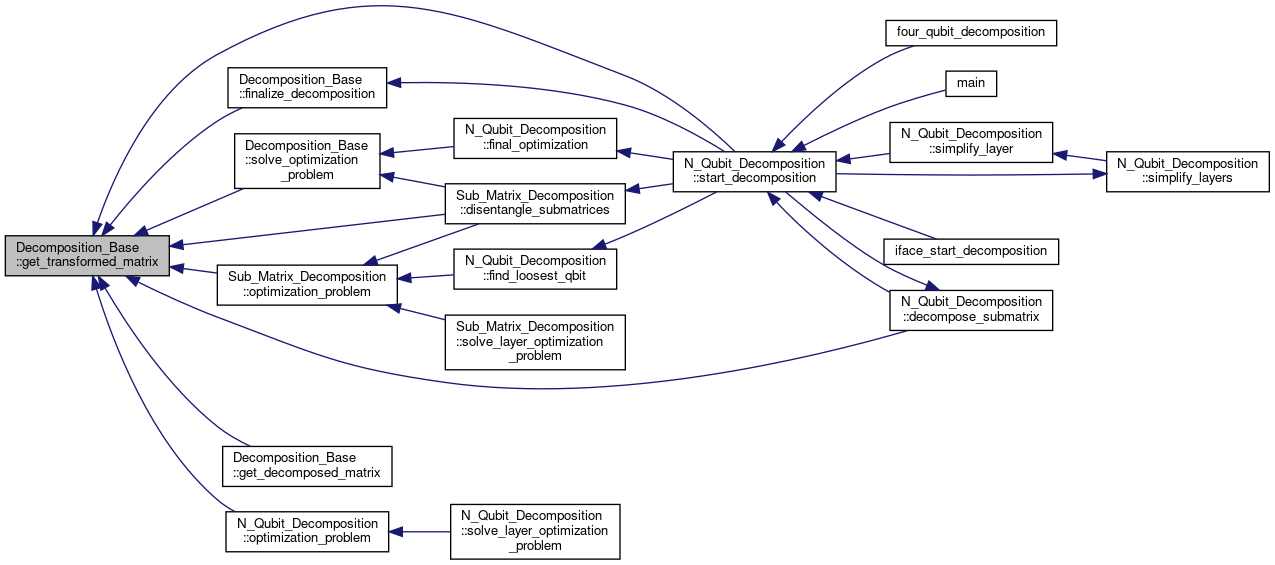 Decomposition_Base
::get_transformed_matrix
Decomposition_Base
::finalize_decomposition
Decomposition_Base
::solve_optimization
_problem
Sub_Matrix_Decomposition
::optimization_problem
Decomposition_Base
::get_decomposed_matrix
N_Qubit_Decomposition
::optimization_problem
N_Qubit_Decomposition
::final_optimization
Sub_Matrix_Decomposition
::disentangle_submatrices
N_Qubit_Decomposition
::find_loosest_qbit
Sub_Matrix_Decomposition
::solve_layer_optimization
_problem
N_Qubit_Decomposition
::solve_layer_optimization
_problem
N_Qubit_Decomposition
::start_decomposition
four_qubit_decomposition
main
N_Qubit_Decomposition
::simplify_layer
iface_start_decomposition
N_Qubit_Decomposition
::decompose_submatrix
N_Qubit_Decomposition
::simplify_layers